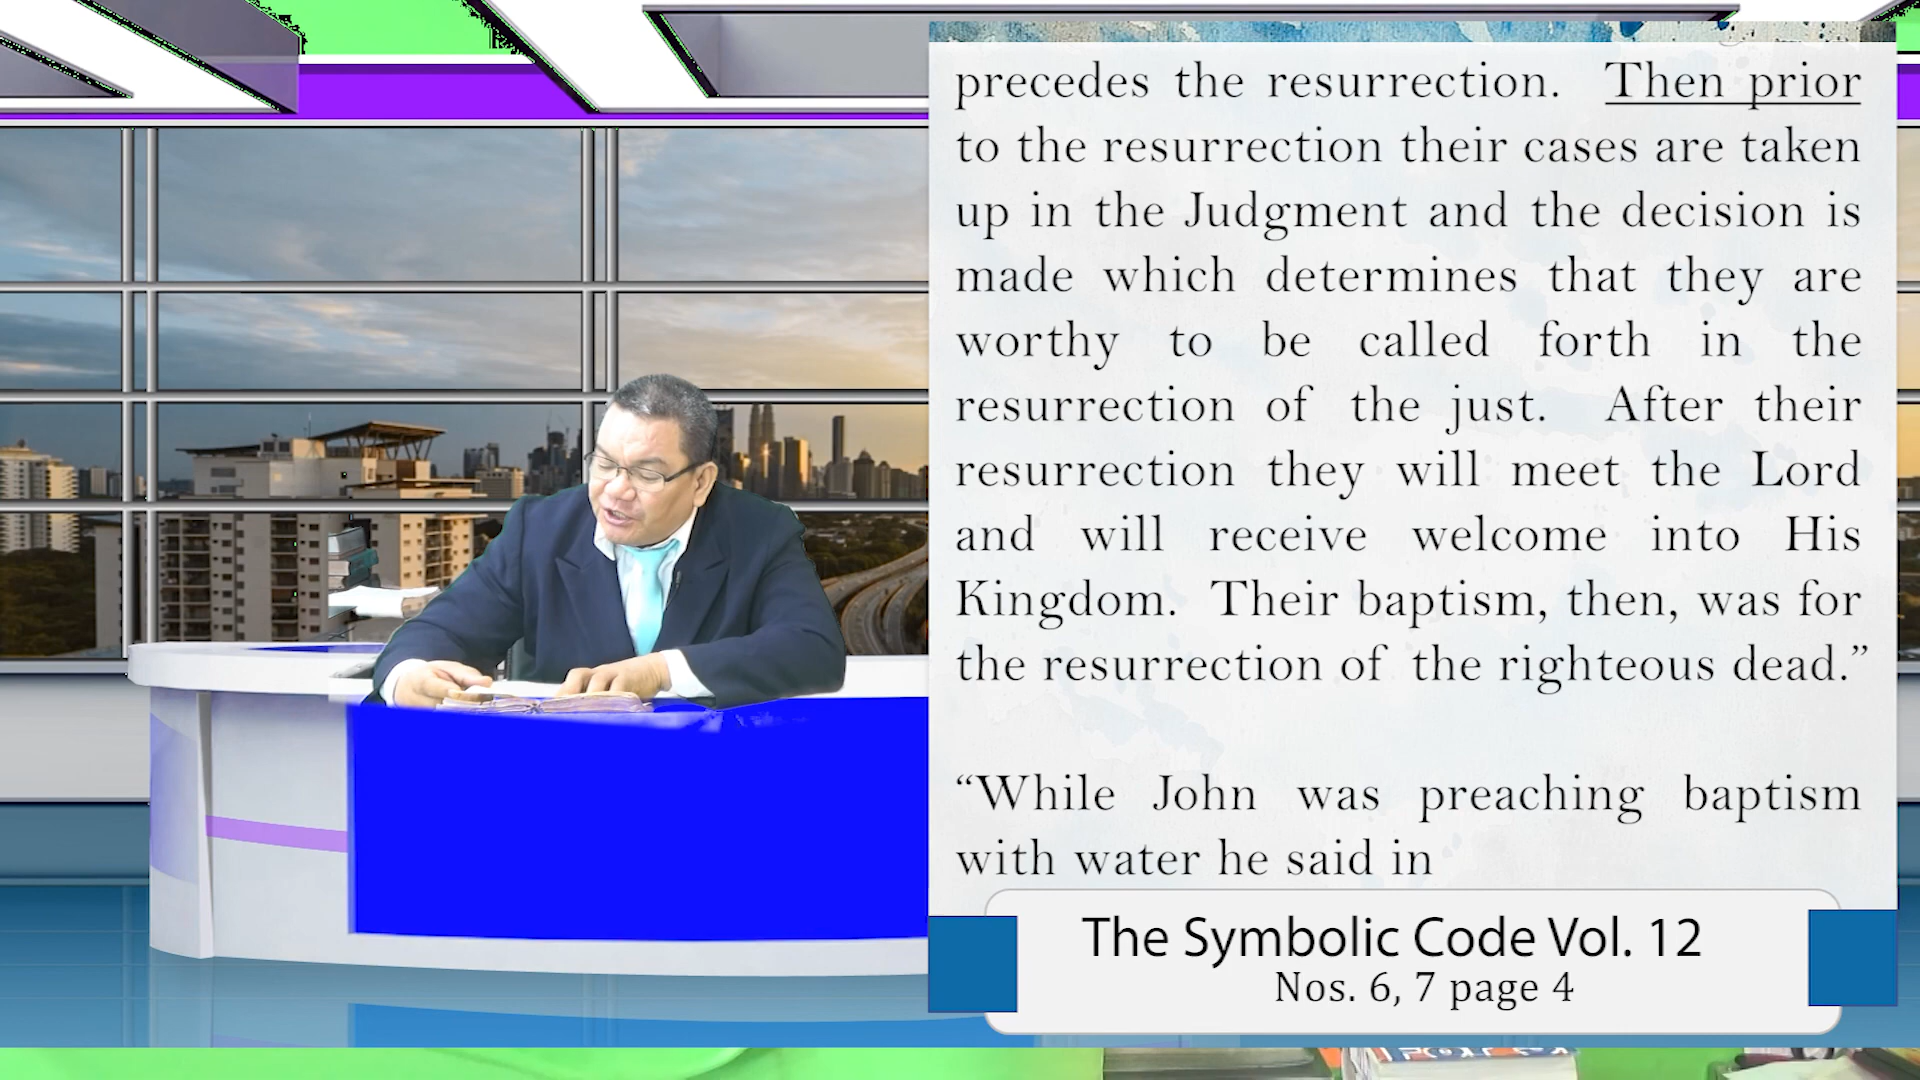 precedes the resurrection. Then prior
to the resurrection their cases are taken
up in the Judgment and the decision is
made which determines that they are
worthy to be called forth in the
resurrection of the just. After their
resurrection they will meet the Lord
and will receive welcome into His
Kingdom. Their baptism, then, was for
the resurrection of the righteous dead.”
“While John was preaching baptism
with water he said in
The Symbolic Code Vol. 12
Nos. 6, 7 page 4